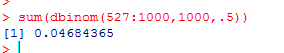 >
> sum(dbinom(527:1000,1000,.5))
[1] 0.04684365
>